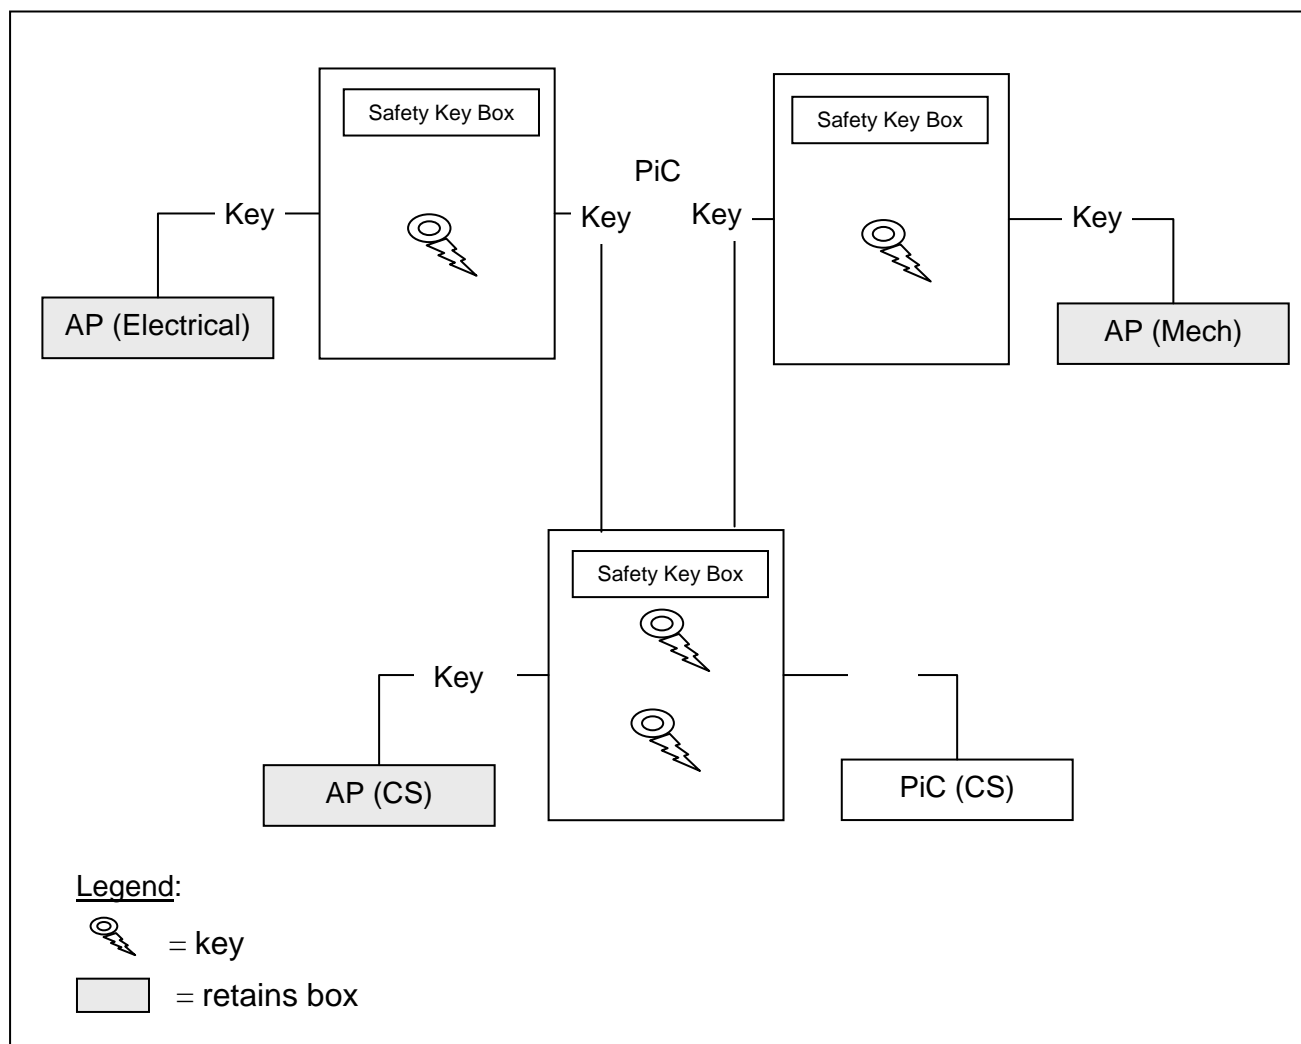 Safety Key Box
Safety Key Box
PiC
Key
Key
Key
Key
AP (Electrical)
AP (Mech)
Safety Key Box
Key
AP (CS)
PiC (CS)
Legend:
= key
= retains box